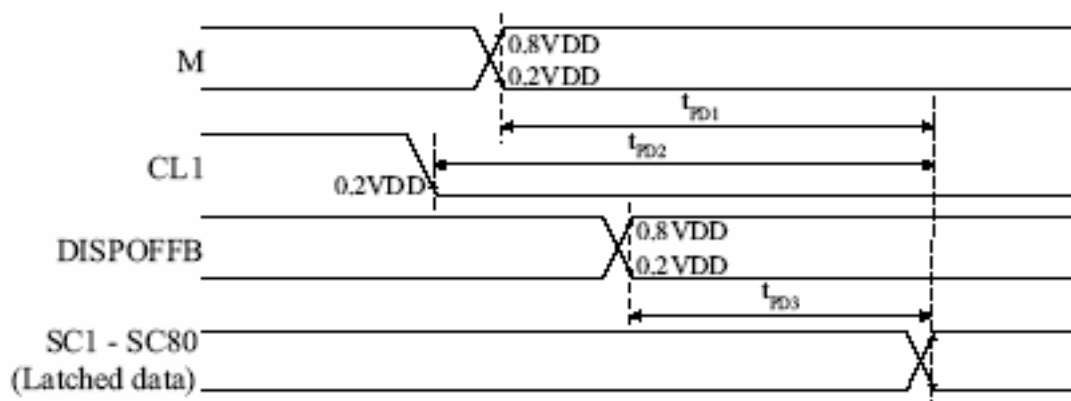 M
0.8VDD
0.2VDD
tPD1
tPD2
CL1
0.2VDD
DISPOFFB
0.8VDD
0.2VDD
tPD3
SC1 - SC80
(Latched data)